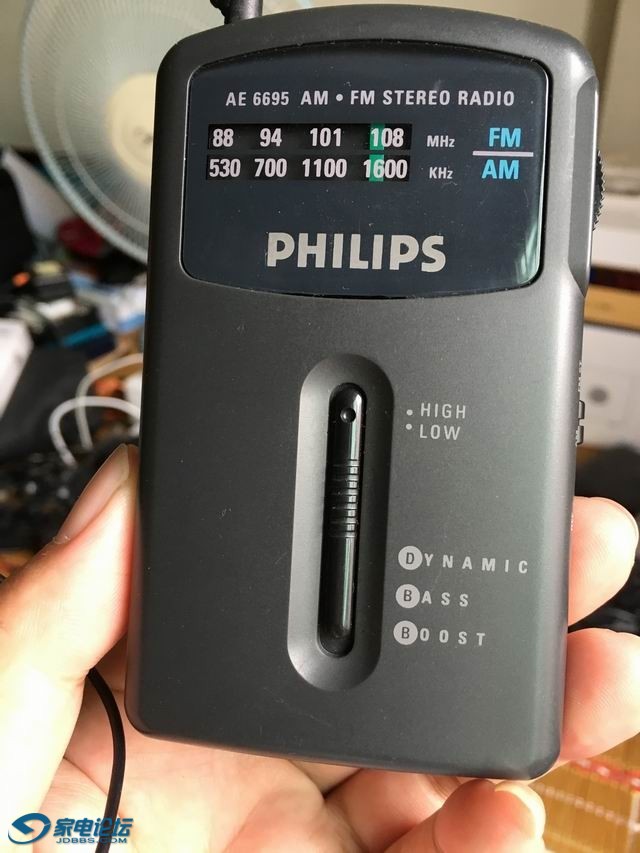 AE 6695 AM • FM STEREO RADIO
88 94 101 108 MHz FM
530 700 1100 1600 KHz AM
PHILIPS
• HIGH
• LOW
DYNAMIC
BASS
BOOST
家电论坛
JDBBS.COM